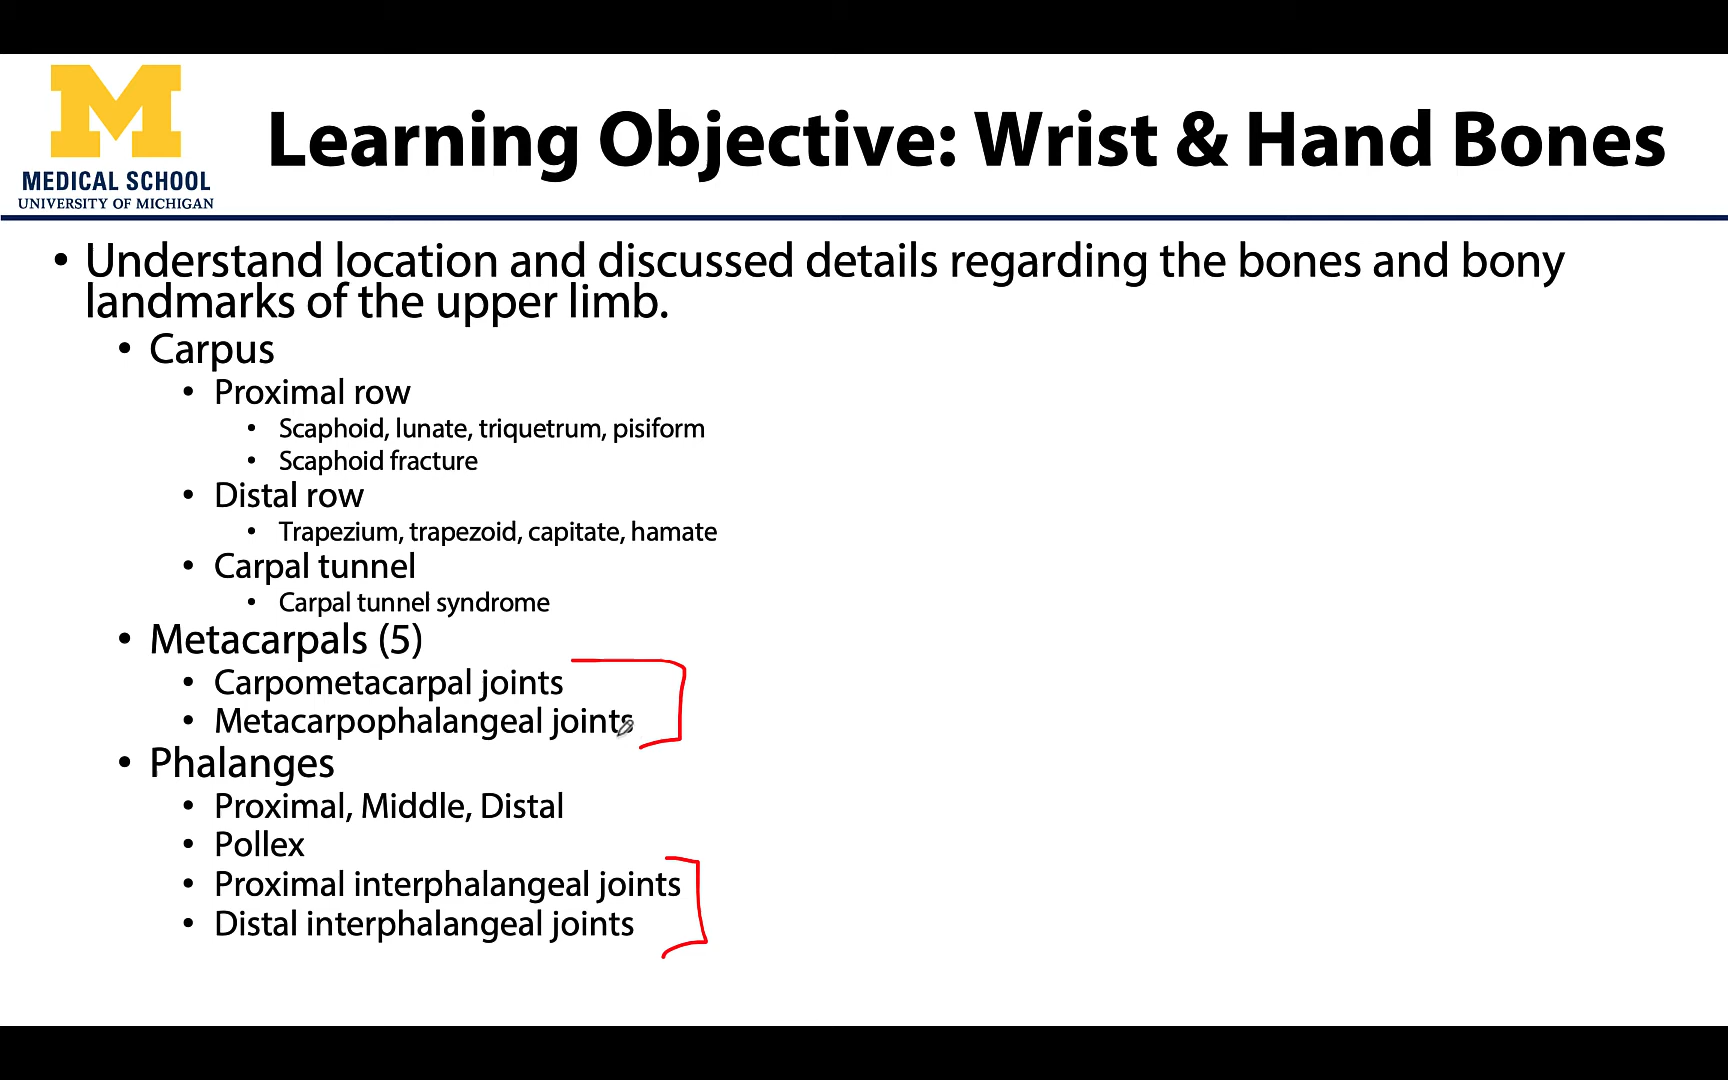 M
MEDICAL SCHOOL
UNIVERSITY OF MICHIGAN
Learning Objective: Wrist & Hand Bones
• Understand location and discussed details regarding the bones and bony
landmarks of the upper limb.
• Carpus
• Proximal row
• Scaphoid, lunate, triquetrum, pisiform
• Scaphoid fracture
• Distal row
• Trapezium, trapezoid, capitate, hamate
• Carpal tunnel
• Carpal tunnel syndrome
• Metacarpals (5)
• Carpometacarpal joints
• Metacarpophalangeal joints
• Phalanges
• Proximal, Middle, Distal
• Pollex
• Proximal interphalangeal joints
• Distal interphalangeal joints